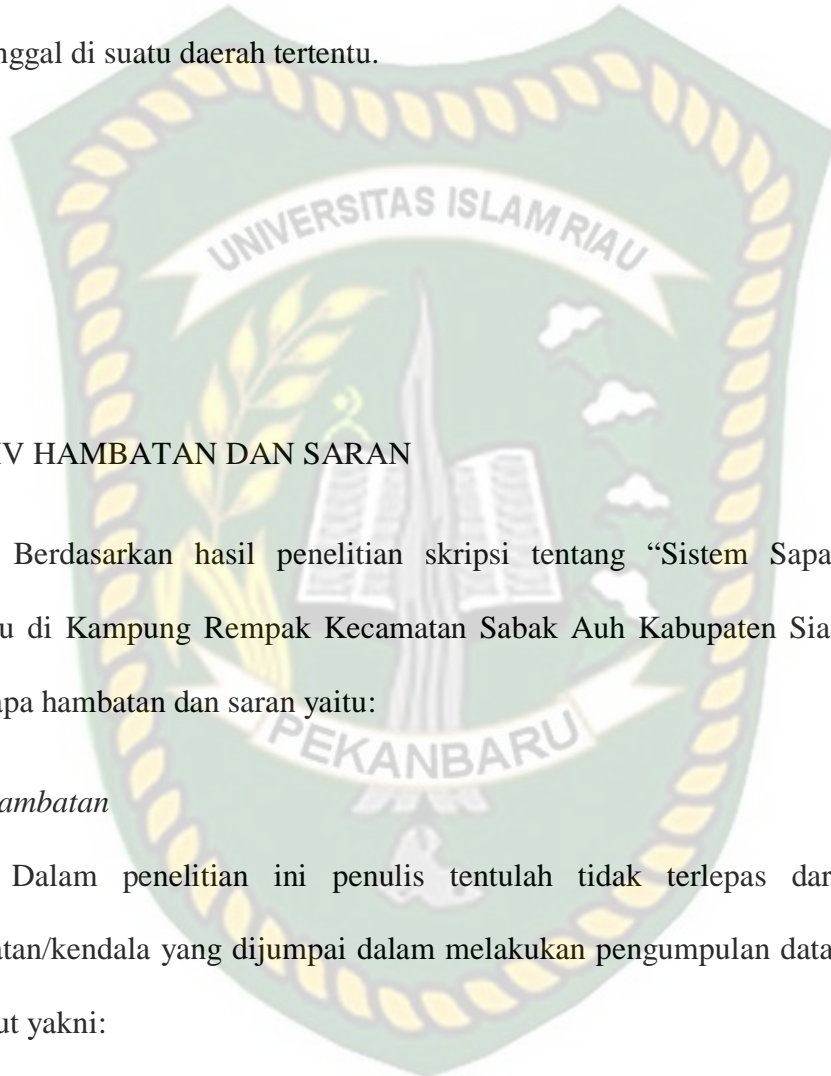 nggal di suatu daerah tertentu.
UNIVERSITAS ISLAM RIAU
IV HAMBATAN DAN SARAN
Berdasarkan hasil penelitian skripsi tentang “Sistem Sapa
u di Kampung Rempak Kecamatan Sabak Auh Kabupaten Sia
apa hambatan dan saran yaitu:
PEKANBARU
ambatan
Dalam penelitian ini penulis tentulah tidak terlepas dar
atan/kendala yang dijumpai dalam melakukan pengumpulan data
ut yakni: